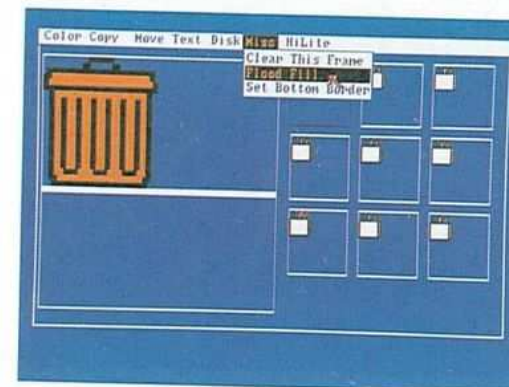 Color Copy Move Text Disk Misc HiLite
Clear This Frame
Flood Fill
Set Bottom Border